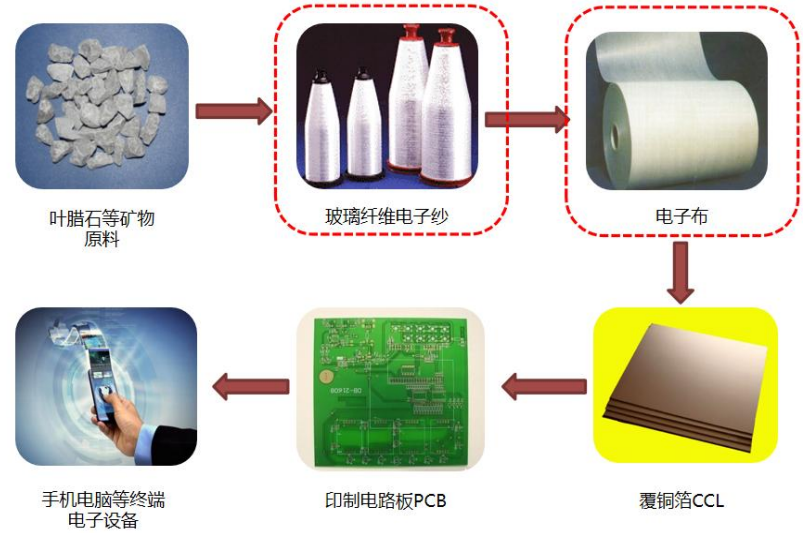 叶腊石等矿物
原料
玻璃纤维电子纱
电子布
手机电脑等终端
电子设备
印制电路板PCB
覆铜箔CCL